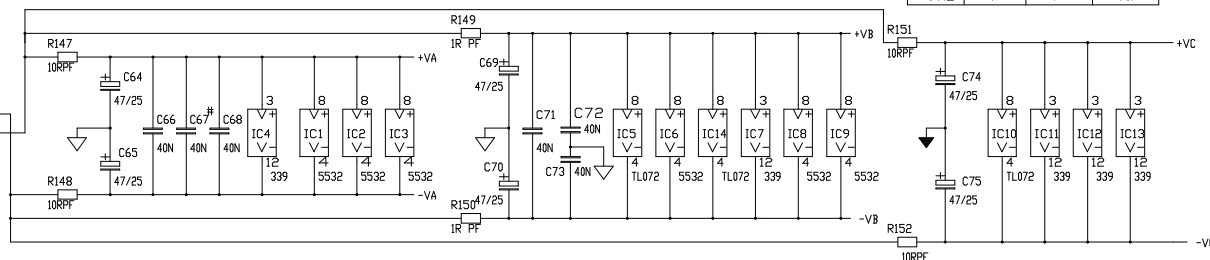 R149
1R PF
+VB
R151
10RPF
+VC
R147
10RPF
+VA
C64
47/25
C69
47/25
C74
47/25
C66
40N
C67
40N
#
C68
40N
3
IC4
12
339
8
IC1
4
5532
8
IC2
4
5532
8
IC3
4
5532
C71
40N
C72
40N
C73
40N
8
IC5
4
TL072
8
IC6
4
5532
8
IC14
4
TL072
3
IC7
12
339
8
IC8
4
5532
8
IC9
4
5532
8
IC10
4
TL072
3
IC11
12
339
3
IC12
12
339
3
IC13
12
339
C65
47/25
C70
47/25
C75
47/25
R148
10RPF
-VA
R150
1R PF
-VB
R152
10RPF